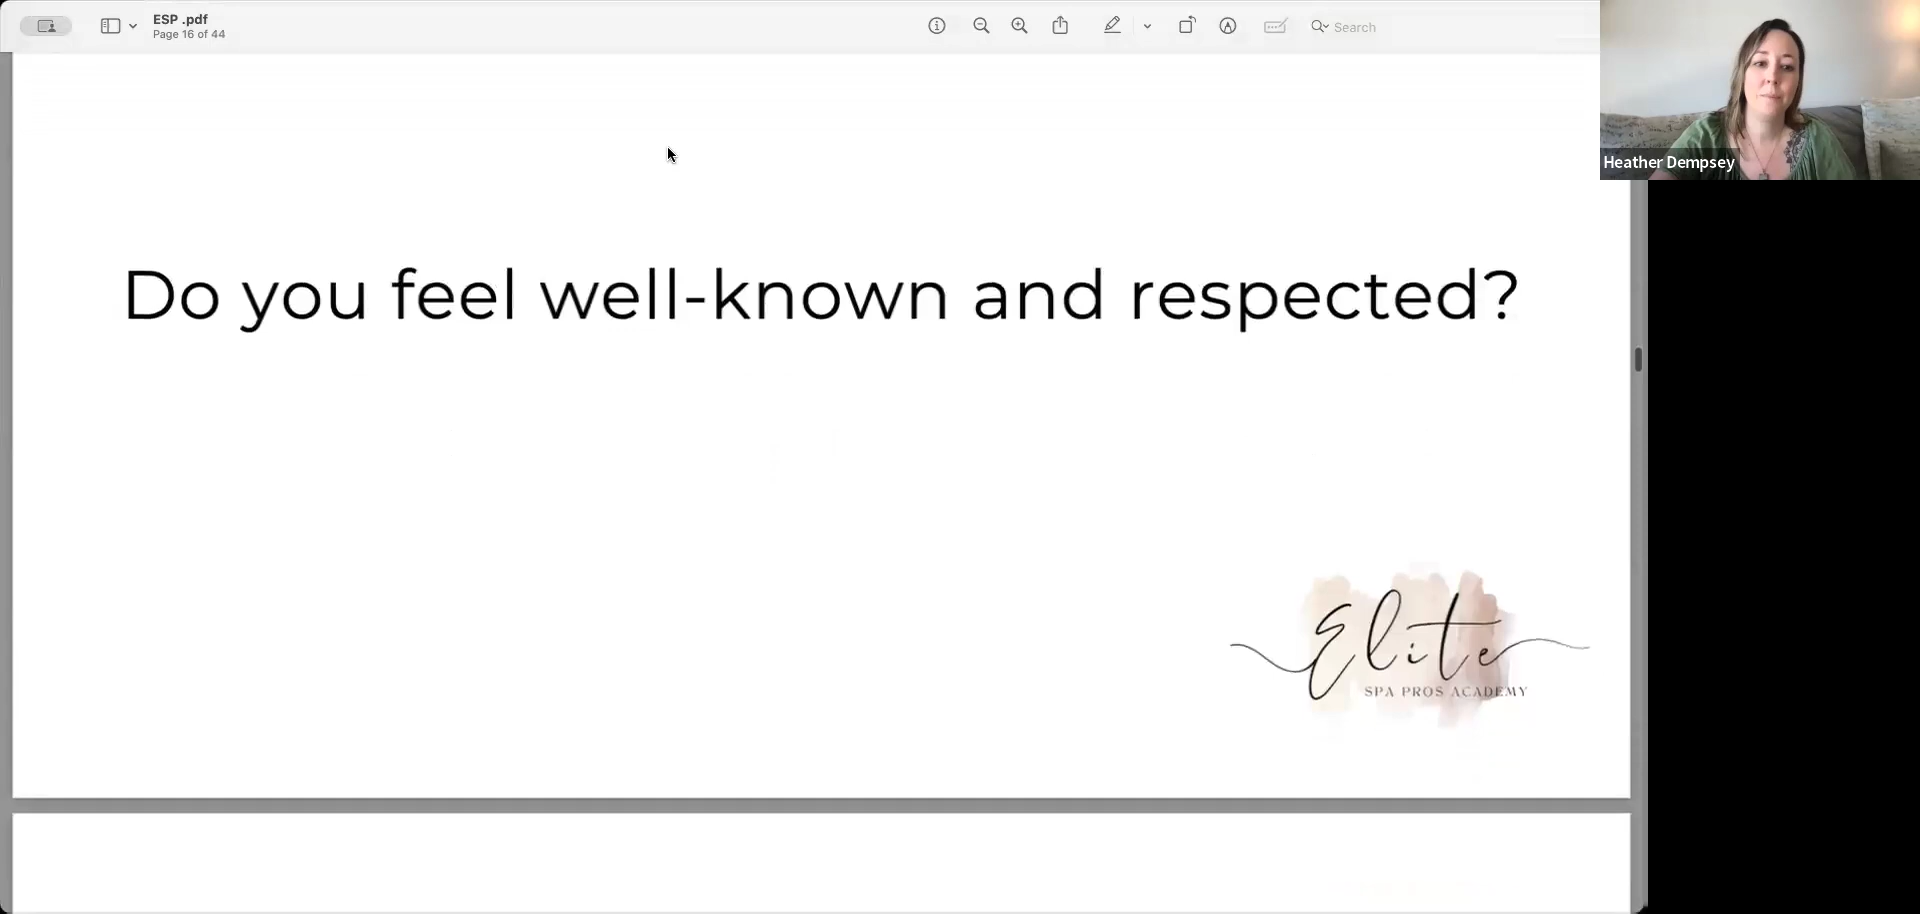 ESP .pdf
Page 16 of 44
Search
Heather Dempsey
Do you feel well-known and respected?
Elite
SPA PROS ACADEMY